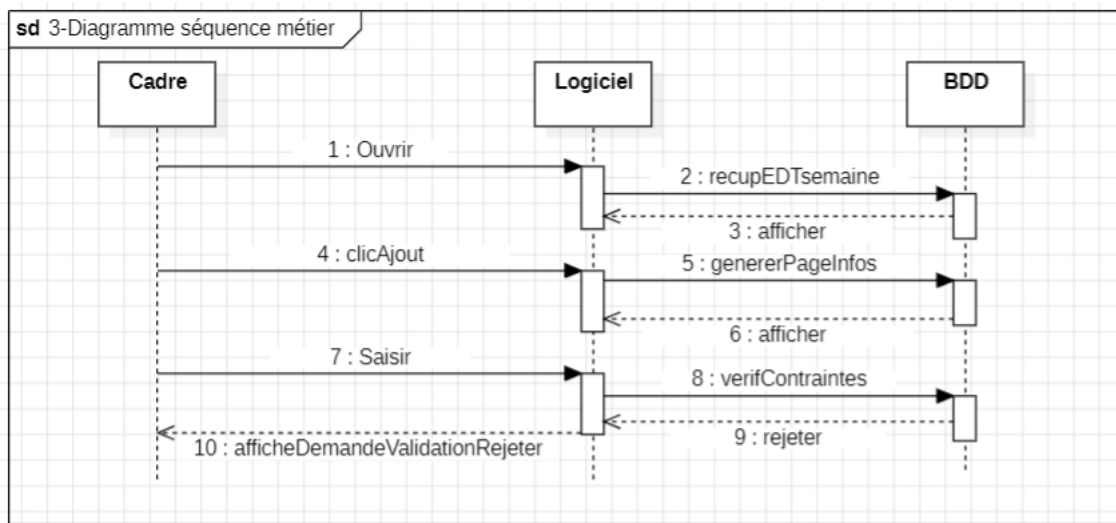 sd 3-Diagramme séquence métier
Cadre
Logiciel
BDD
1 : Ouvrir
2 : recupEDTsemaine
3 : afficher
4 : clicAjout
5 : genererPageInfos
6 : afficher
7 : Saisir
8 : verifContraintes
9 : rejeter
10 : afficheDemandeValidationRejeter